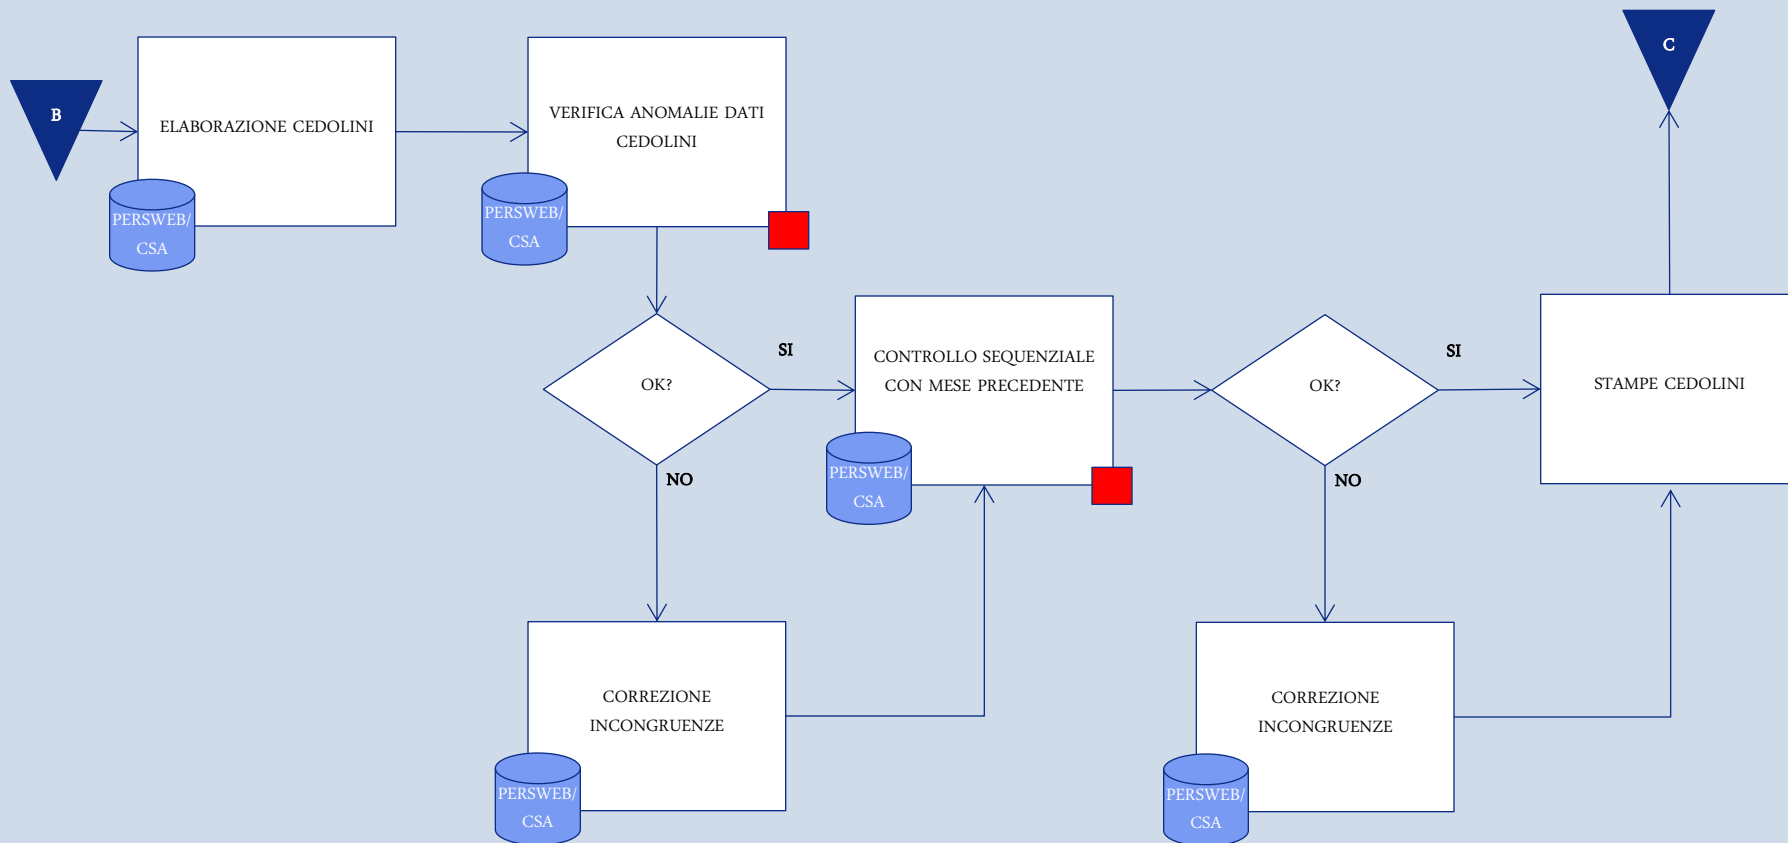 B
ELABORAZIONE CEDOLINI
PERSWEB/
CSA
VERIFICA ANOMALIE DATI
CEDOLINI
PERSWEB/
CSA
C
OK?
SI
NO
CONTROLLO SEQUENZIALE
CON MESE PRECEDENTE
PERSWEB/
CSA
OK?
SI
NO
STAMPE CEDOLINI
CORREZIONE
INCONGRUENZE
PERSWEB/
CSA
CORREZIONE
INCONGRUENZE
PERSWEB/
CSA